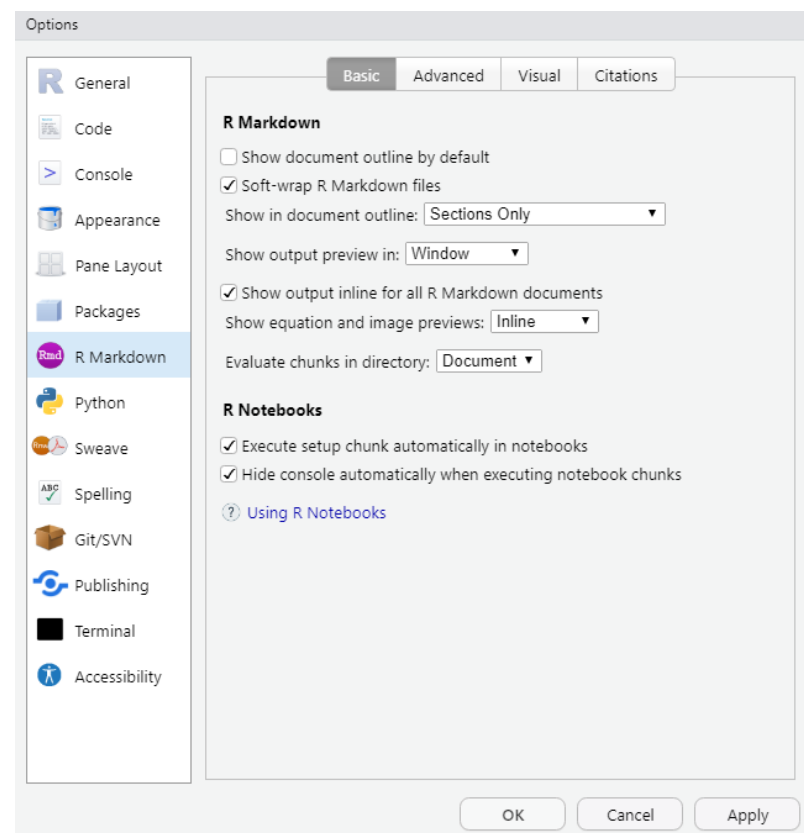 Options
General
Code
Console
Appearance
Pane Layout
Packages
Rmd R Markdown
Python
Sweave
ABC Spelling
Git/SVN
Publishing
Terminal
Accessibility
Basic Advanced Visual Citations
R Markdown
Show document outline by default
Soft-wrap R Markdown files
Show in document outline: Sections Only
Show output preview in: Window
Show output inline for all R Markdown documents
Show equation and image previews: Inline
Evaluate chunks in directory: Document
R Notebooks
Execute setup chunk automatically in notebooks
Hide console automatically when executing notebook chunks
? Using R Notebooks
OK Cancel Apply